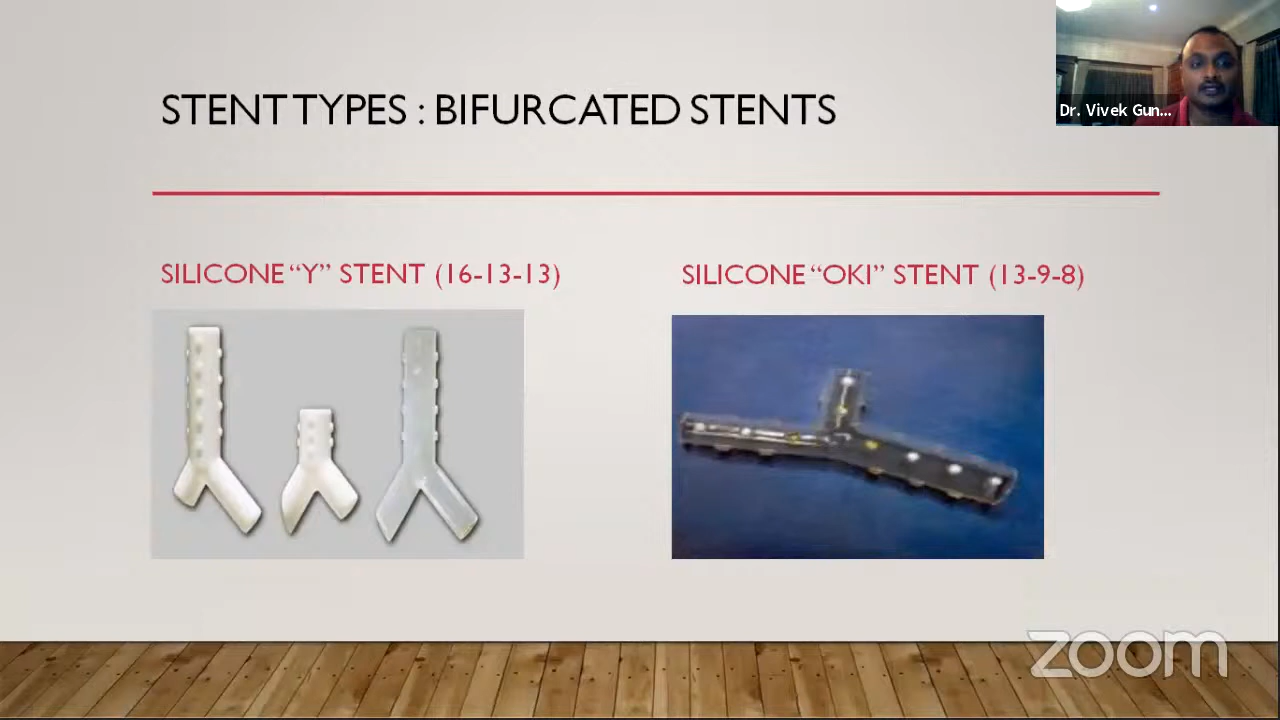 STENT TYPES : BIFURCATED STENTS
Dr. Vivek Gun...
SILICONE “Y” STENT (16-13-13)
SILICONE “OKI” STENT (13-9-8)
zoom